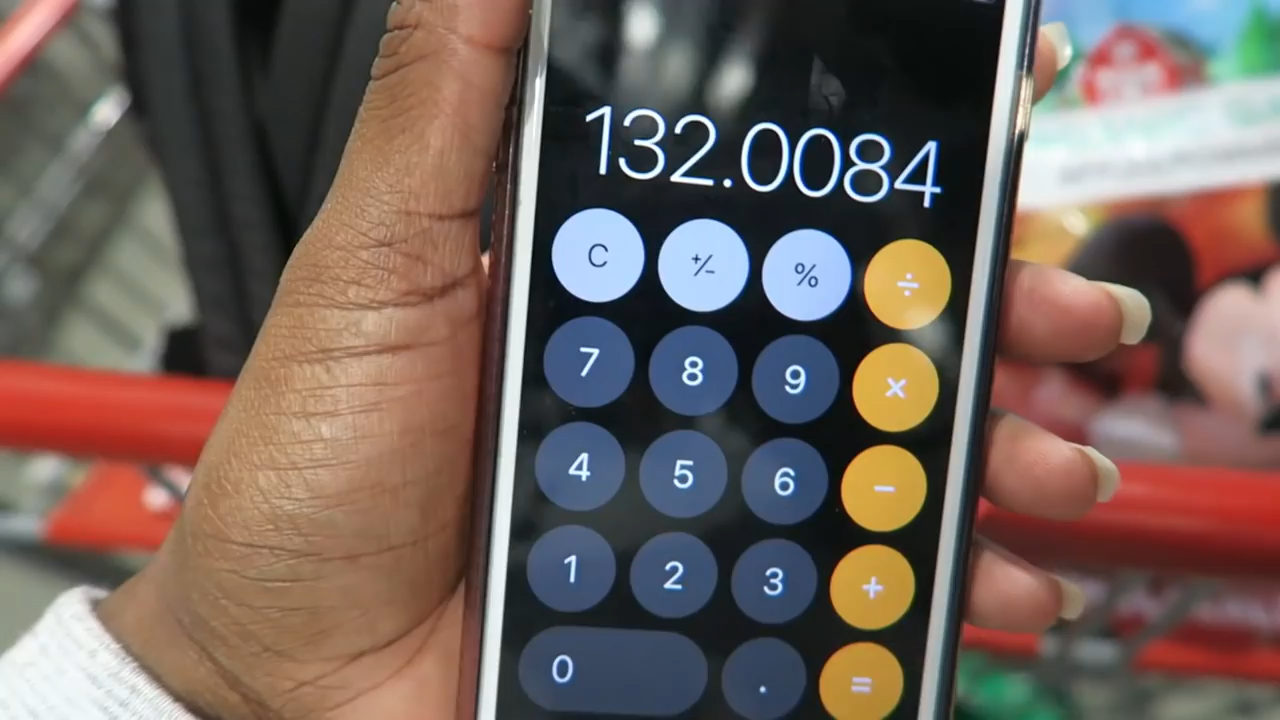 132.0084
C +/- % ÷
7 8 9 ×
4 5 6 −
1 2 3 +
0 . =